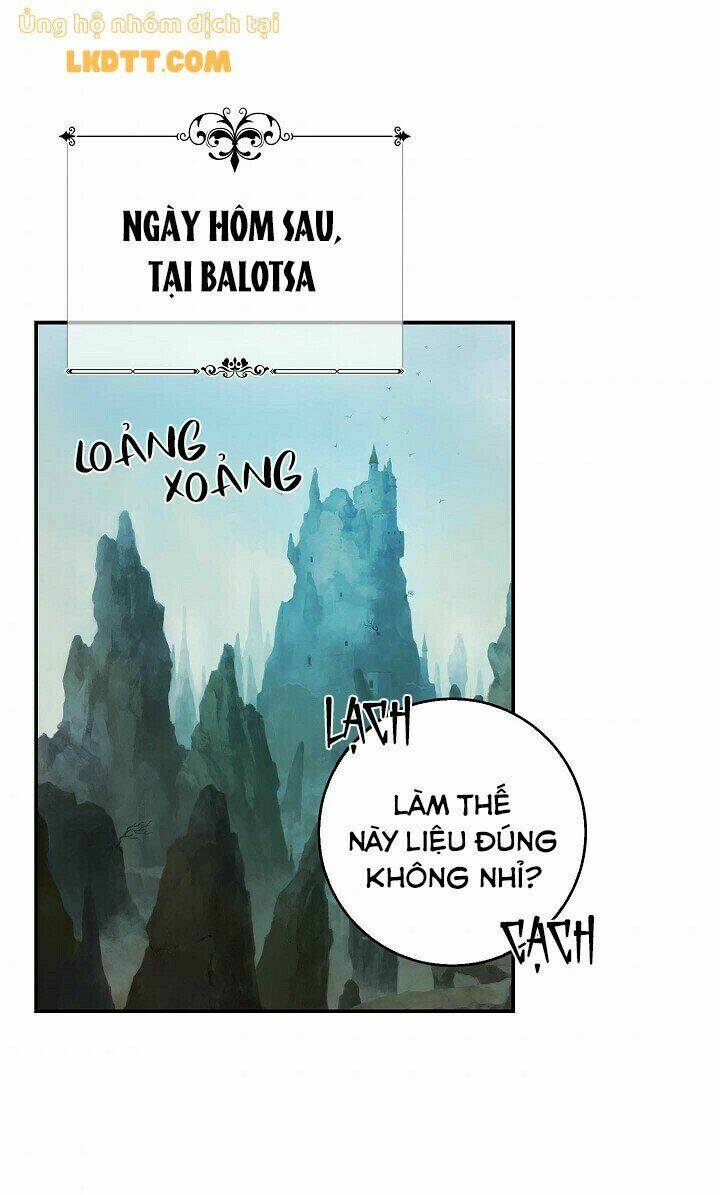 Ủng hộ nhóm dịch tại
LKDTT.COM
NGÀY HÔM SAU,
TẠI BALOTSA
LOẢNG
XOẢNG
LẠCH
LÀM THẾ
NÀY LIỆU ĐÚNG
KHÔNG NHỈ?
CẠCH